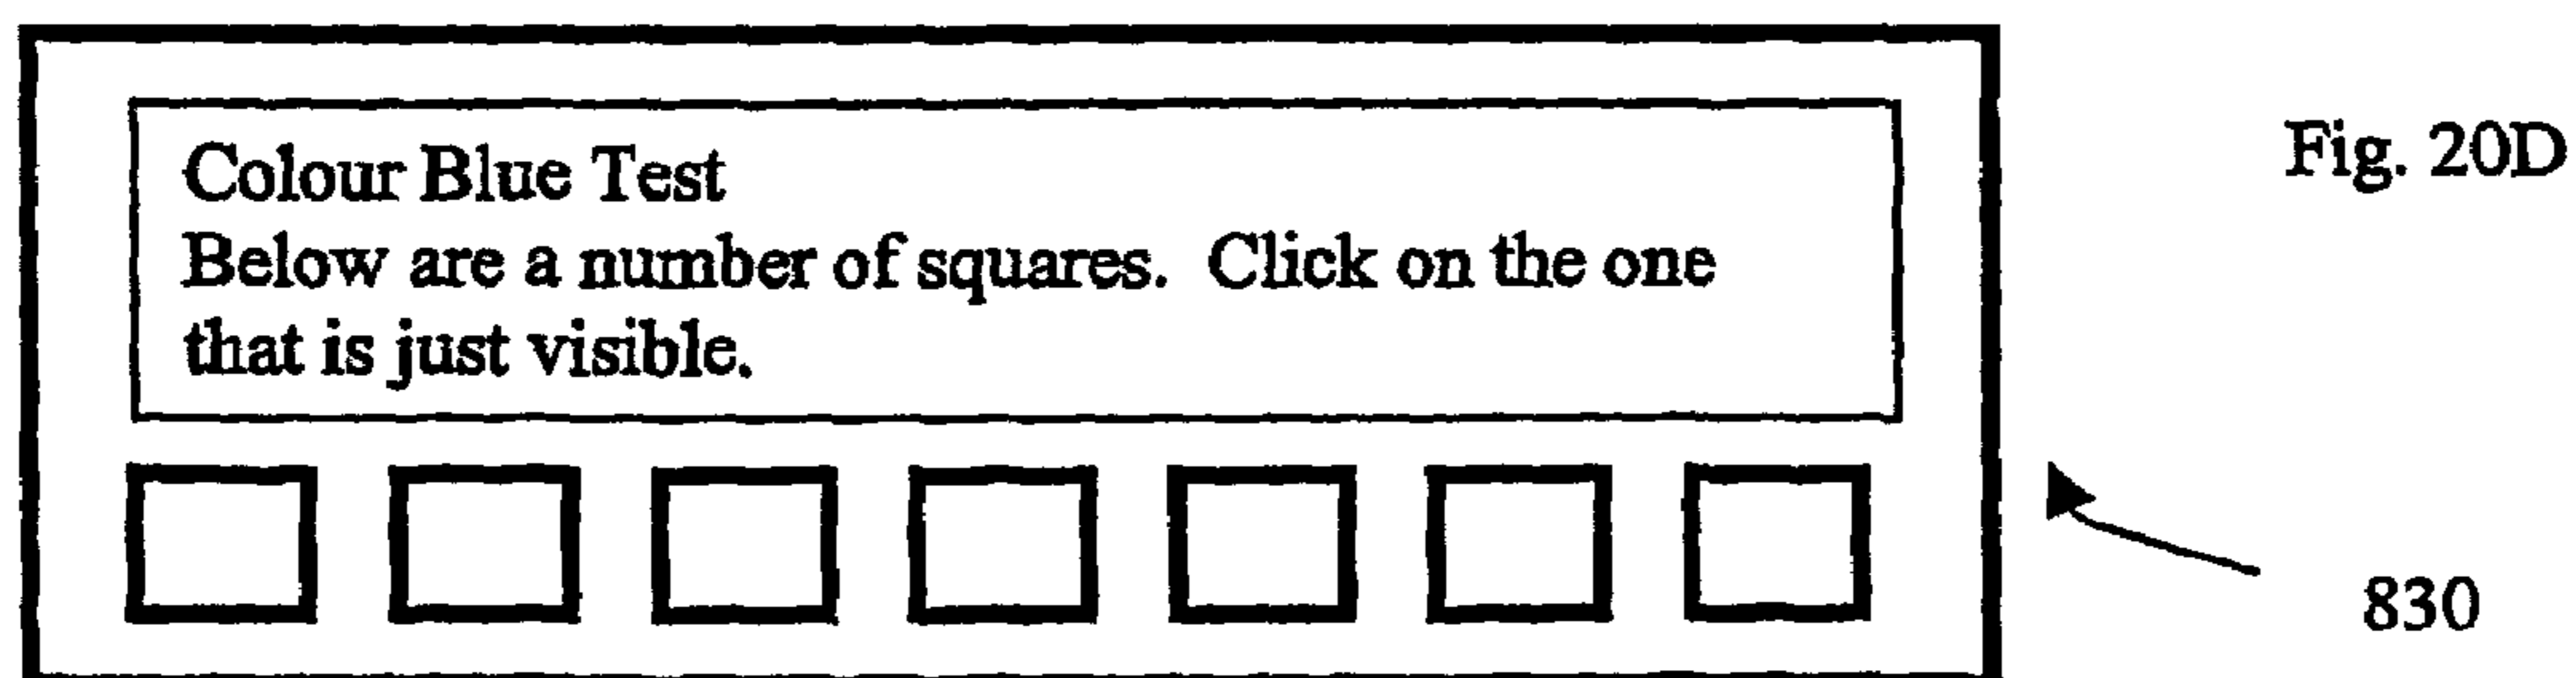 Colour Blue Test
Below are a number of squares. Click on the one
that is just visible.
Fig. 20D
830